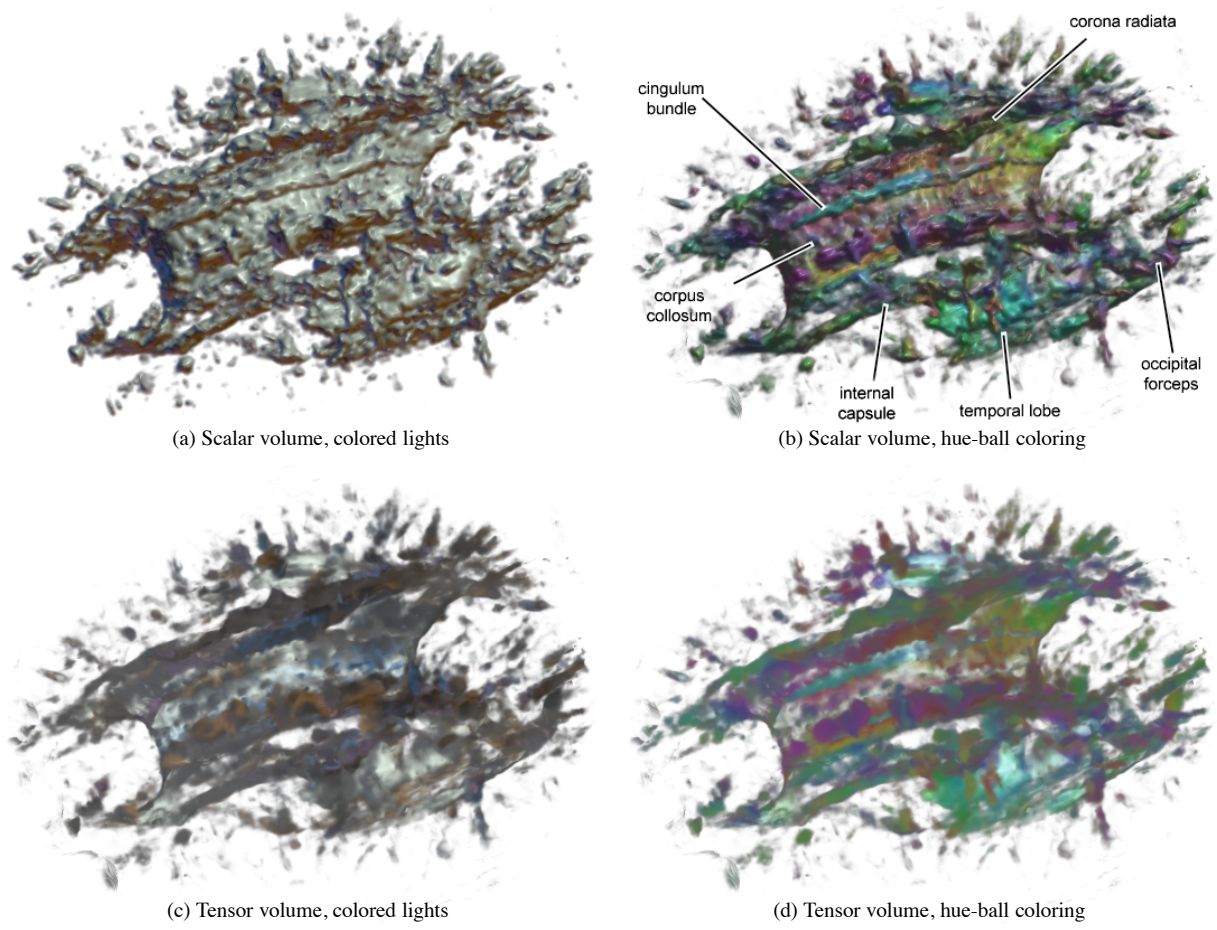 corona radiata
cingulum
bundle
corpus
collosum
internal
capsule
temporal lobe
occipital
forceps
(a) Scalar volume, colored lights
(b) Scalar volume, hue-ball coloring
(c) Tensor volume, colored lights
(d) Tensor volume, hue-ball coloring